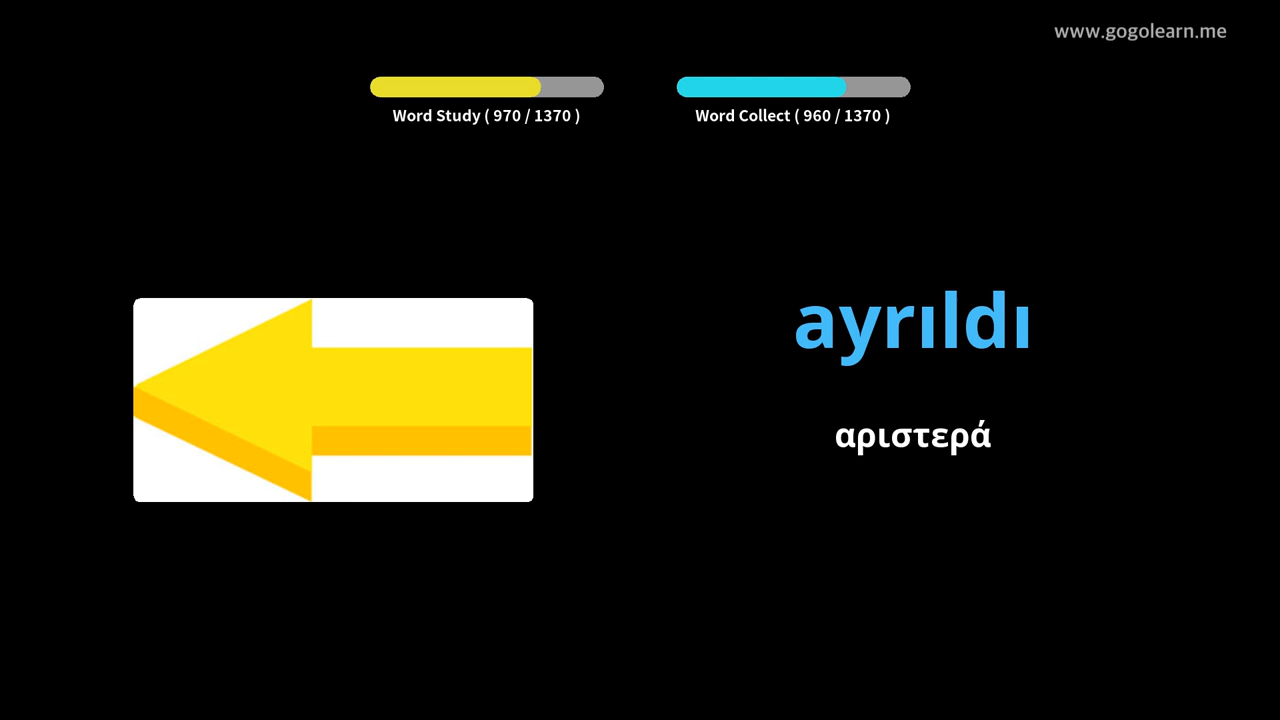 www.gogolearn.me
Word Study ( 970 / 1370 )
Word Collect ( 960 / 1370 )
ayrıldı
αριστερά